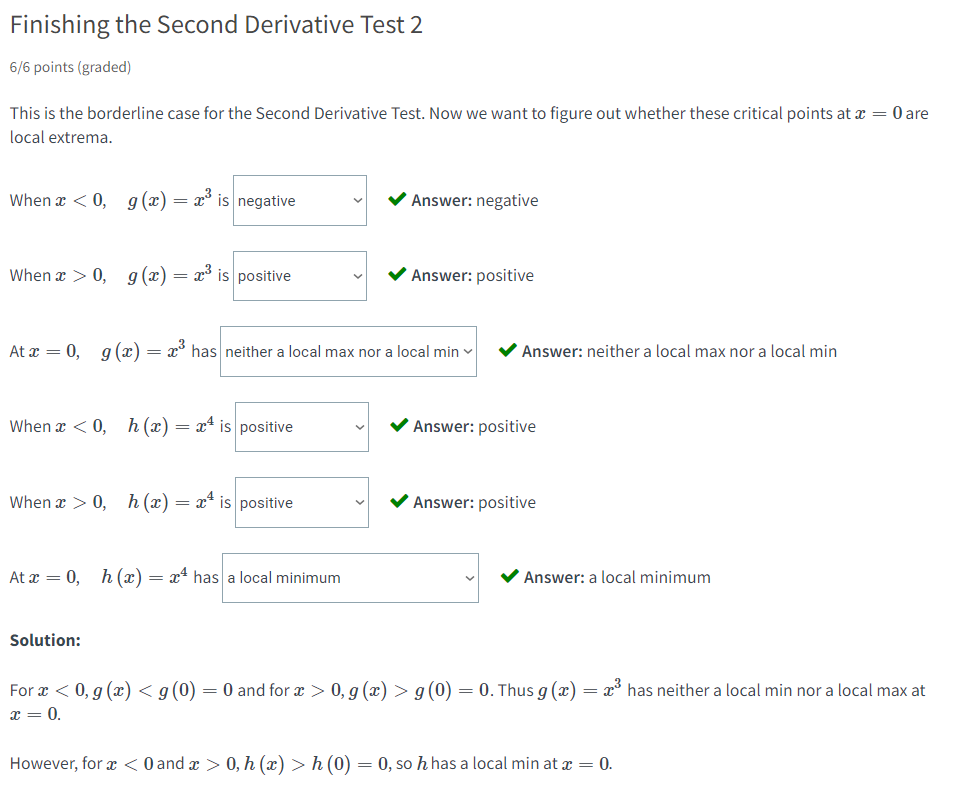 Finishing the Second Derivative Test 2
6/6 points (graded)
This is the borderline case for the Second Derivative Test. Now we want to figure out whether these critical points at x = 0 are
local extrema.
When x < 0, g (x) = x³ is negative ✔ Answer: negative
When x > 0, g (x) = x³ is positive ✔ Answer: positive
At x = 0, g (x) = x³ has neither a local max nor a local min ✔ Answer: neither a local max nor a local min
When x < 0, h (x) = x⁴ is positive ✔ Answer: positive
When x > 0, h (x) = x⁴ is positive ✔ Answer: positive
At x = 0, h (x) = x⁴ has a local minimum ✔ Answer: a local minimum
Solution:
For x < 0, g (x) < g (0) = 0 and for x > 0, g (x) > g (0) = 0. Thus g (x) = x³ has neither a local min nor a local max at
x = 0.
However, for x < 0 and x > 0, h (x) > h (0) = 0, so h has a local min at x = 0.